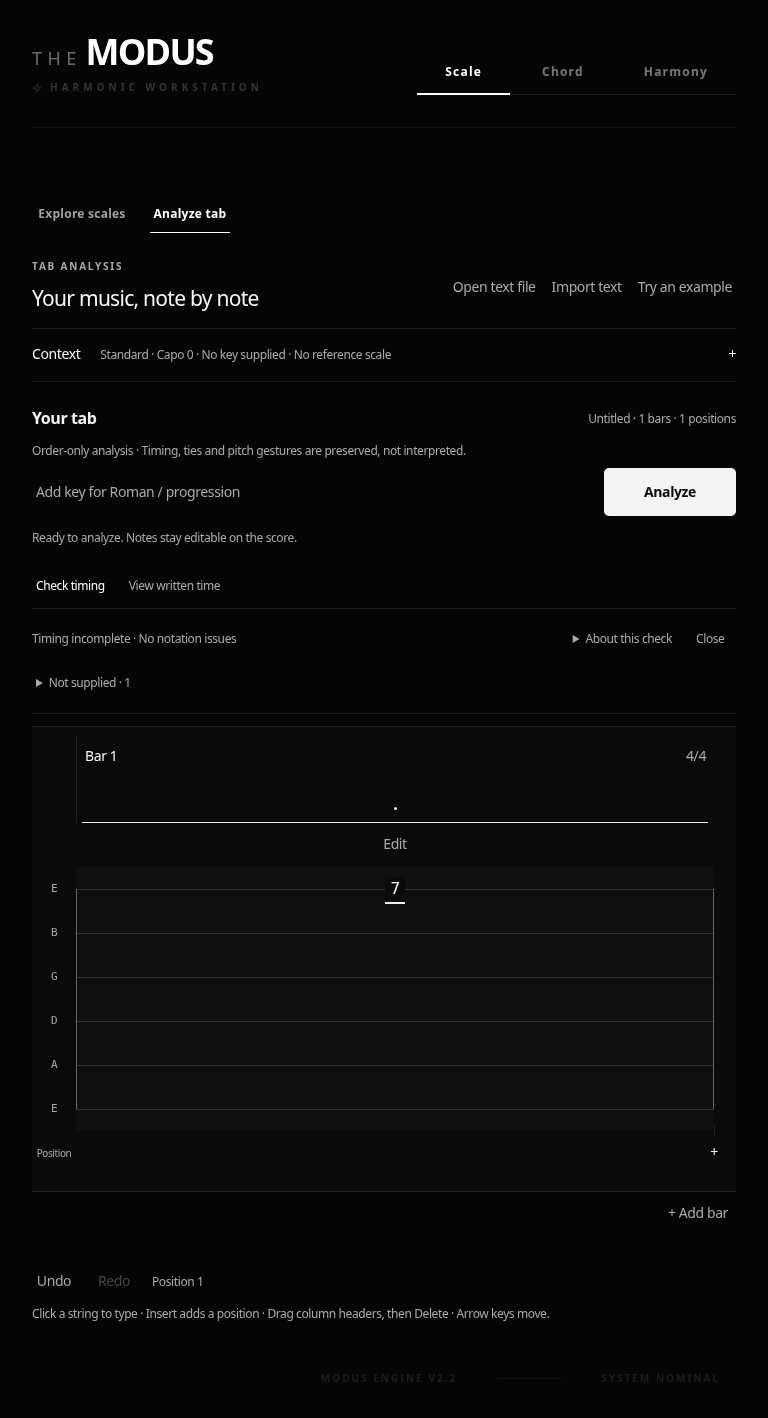 THE MODUS
HARMONIC WORKSTATION
Scale Chord Harmony
Explore scales Analyze tab
TAB ANALYSIS
Your music, note by note
Open text file Import text Try an example
Context Standard · Capo 0 · No key supplied · No reference scale +
Your tab Untitled · 1 bars · 1 positions
Order-only analysis · Timing, ties and pitch gestures are preserved, not interpreted.
Add key for Roman / progression Analyze
Ready to analyze. Notes stay editable on the score.
Check timing View written time
Timing incomplete · No notation issues ▶ About this check Close
▶ Not supplied · 1
Bar 1 4/4
Edit
E 7
B
G
D
A
E
Position +
+ Add bar
Undo Redo Position 1
Click a string to type · Insert adds a position · Drag column headers, then Delete · Arrow keys move.
MODUS ENGINE V2.2 SYSTEM NOMINAL